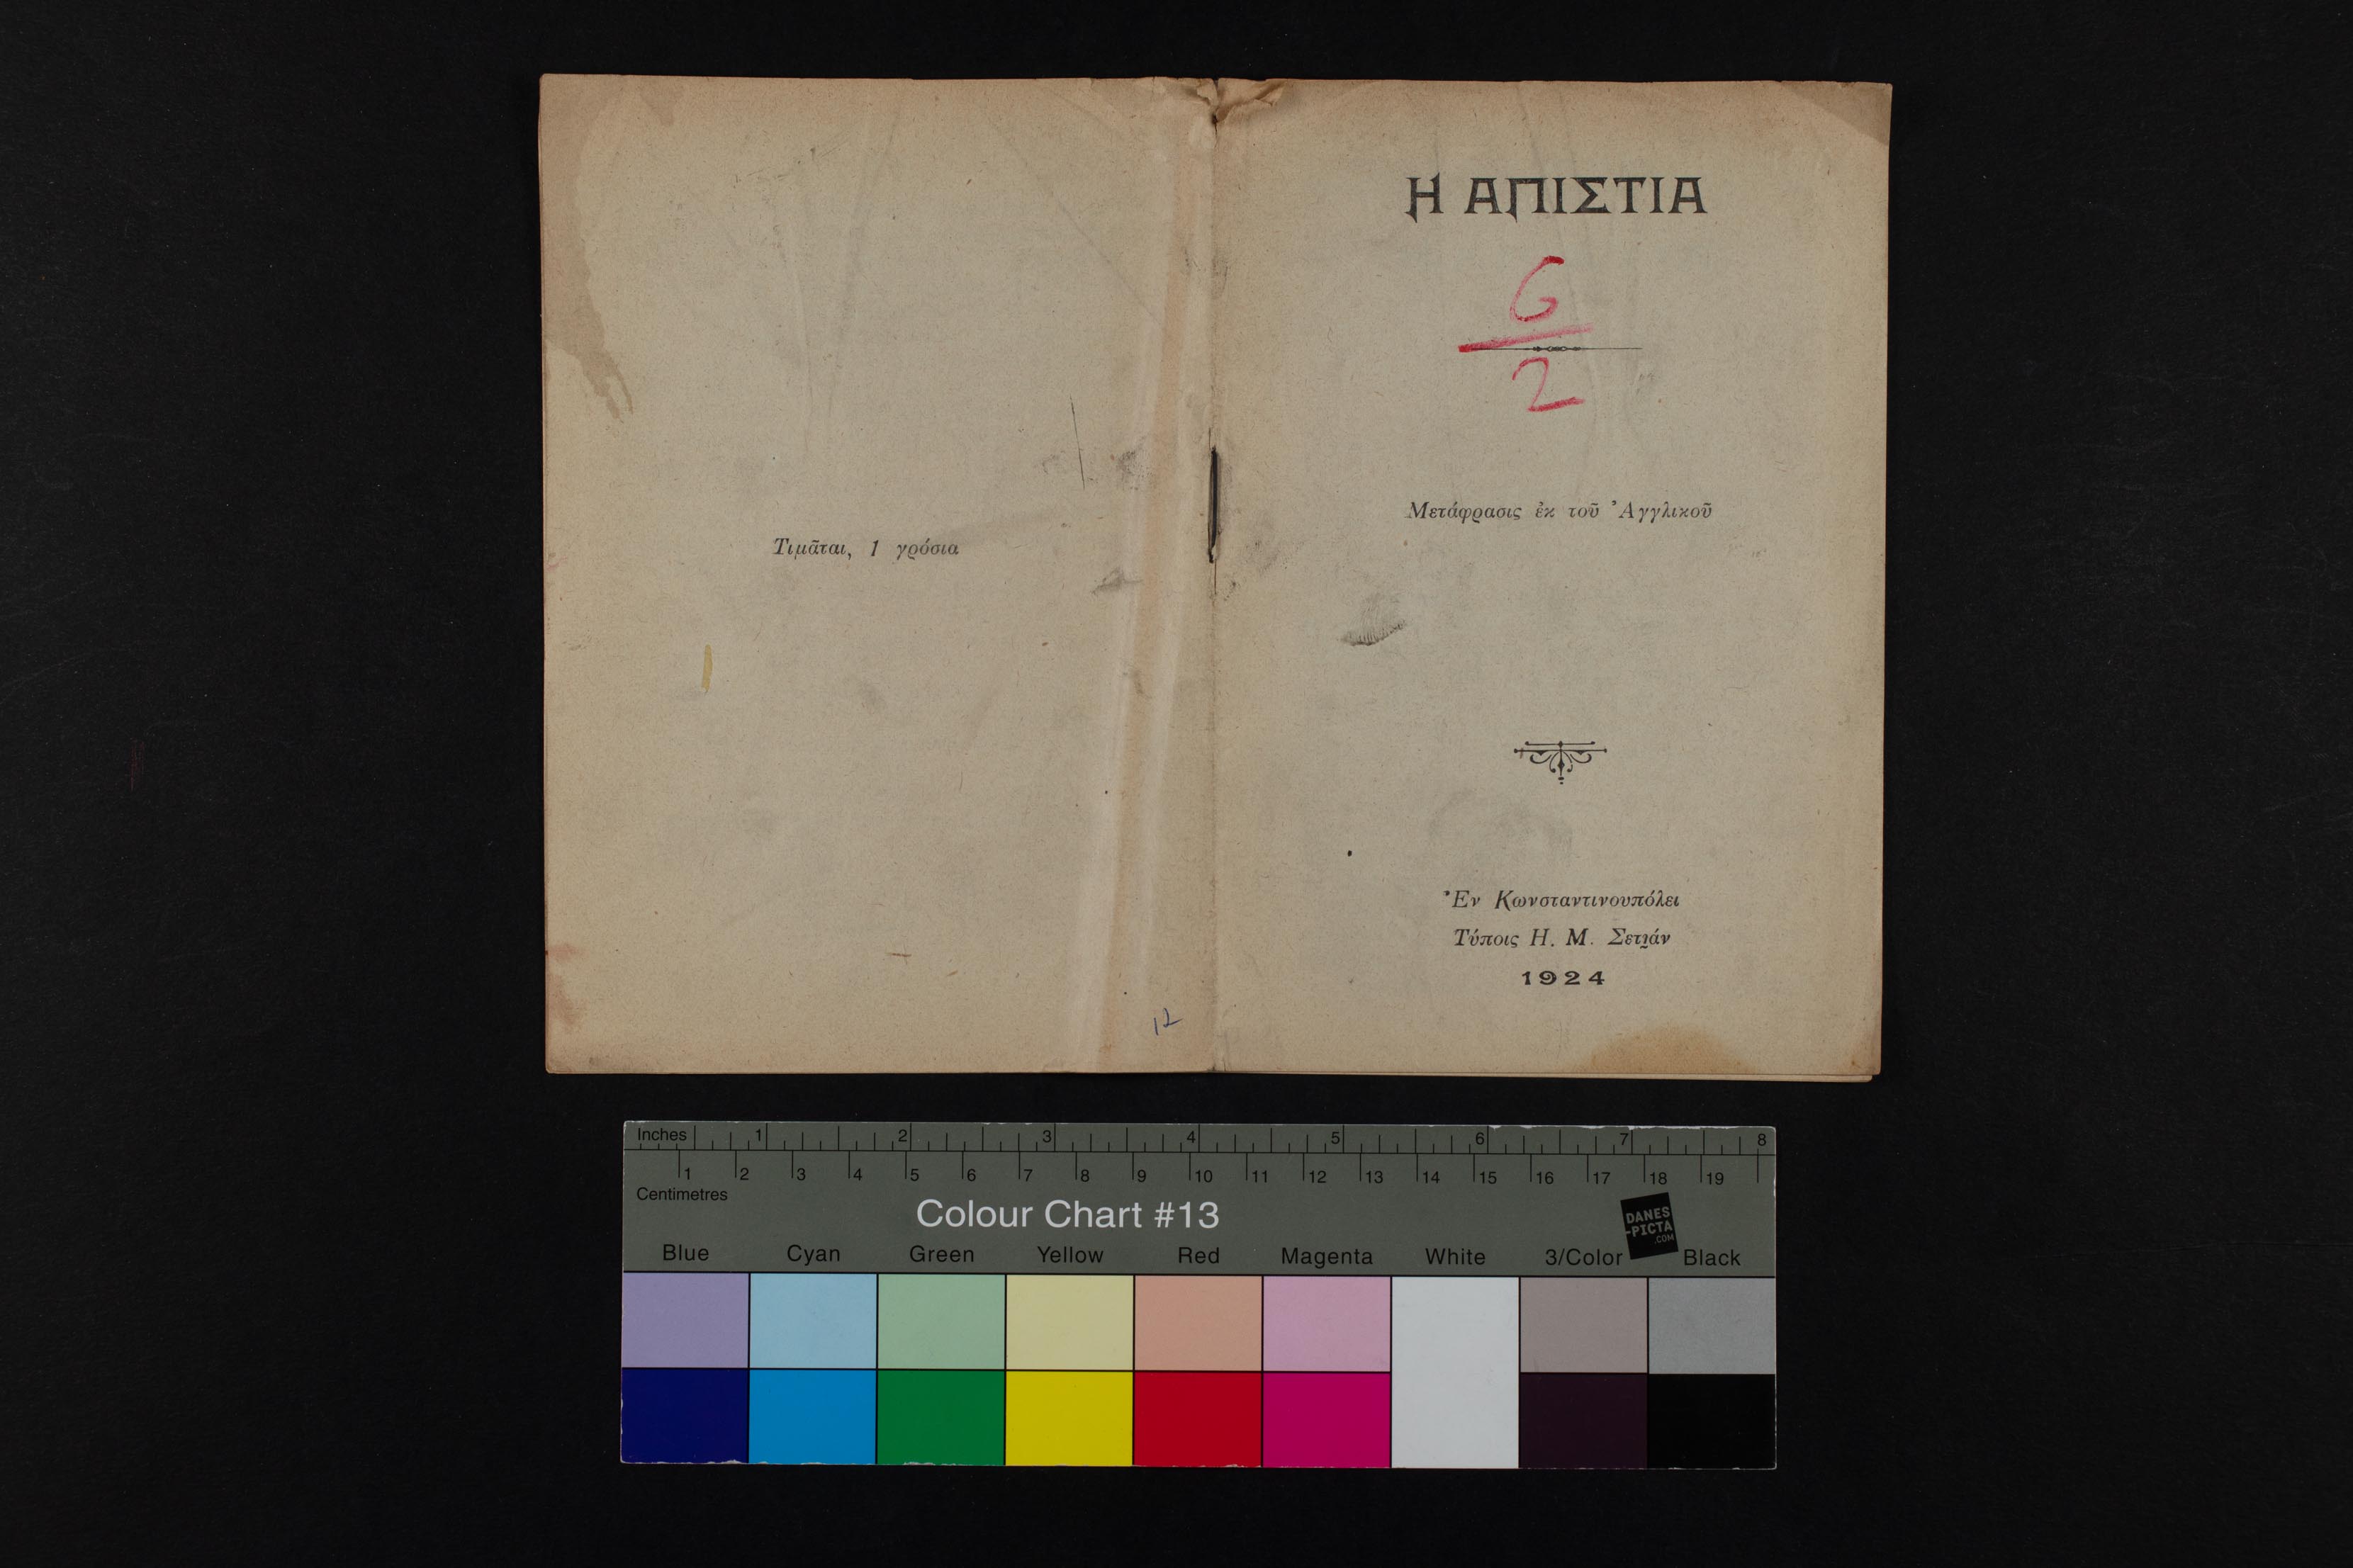 Τιμᾶται, 1 γρόσια
12
Η ΑΠΙΣΤΙΑ
6
2
Μετάφρασις ἐκ τοῦ Ἀγγλικοῦ
Ἐν Κωνσταντινουπόλει
Τύποις Η. Μ. Σετι̮άν
1924
Inches 1 2 3 4 5 6 7 8
1 2 3 4 5 6 7 8 9 10 11 12 13 14 15 16 17 18 19
Centimetres
Colour Chart #13
DANES
-PICTA
.COM
Blue Cyan Green Yellow Red Magenta White 3/Color Black